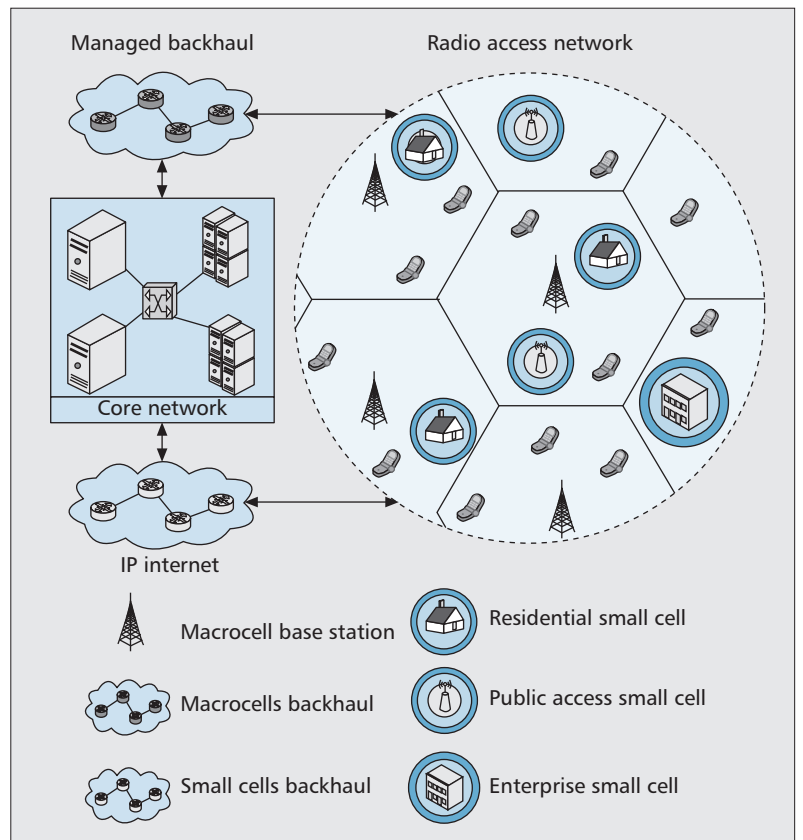 Managed backhaul
Radio access network
Core network
IP internet
Macrocell base station
Residential small cell
Macrocells backhaul
Public access small cell
Small cells backhaul
Enterprise small cell